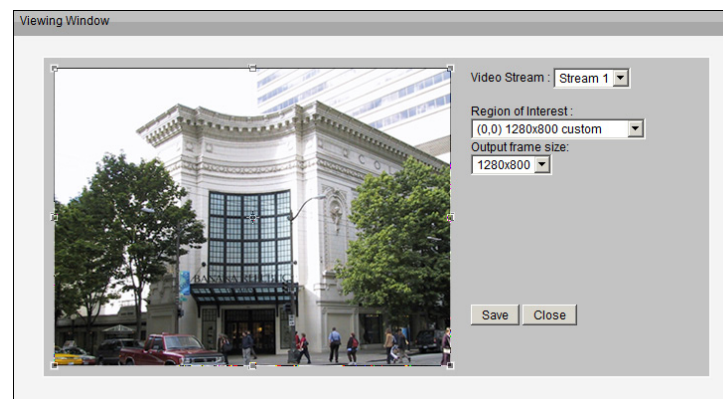 Viewing Window
Video Stream : Stream 1
Region of Interest :
(0,0) 1280x800 custom
Output frame size:
1280x800
Save Close